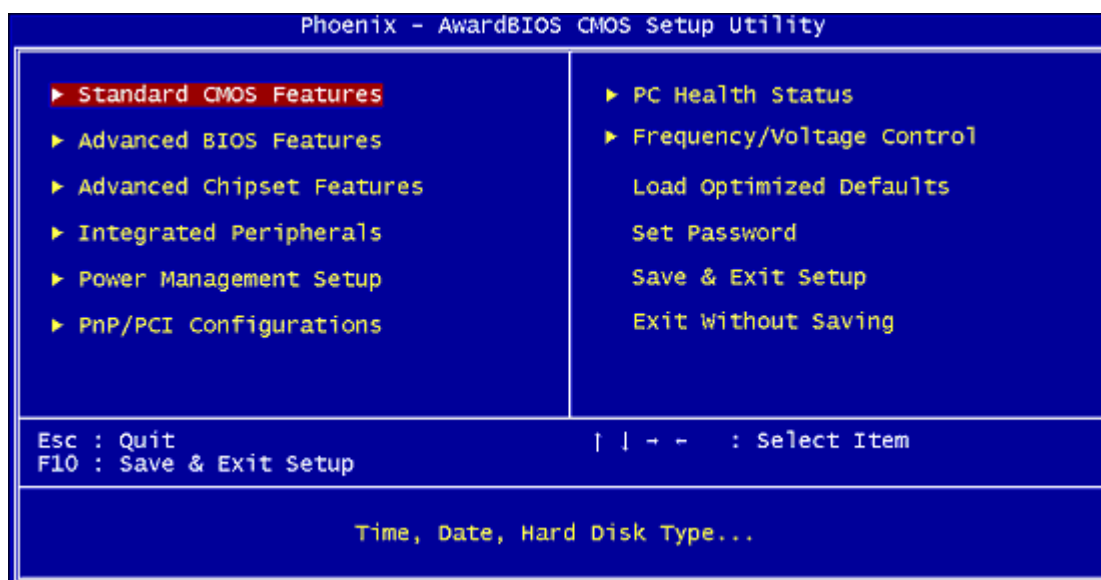 Phoenix - AwardBIOS CMOS Setup Utility
▶ Standard CMOS Features
▶ Advanced BIOS Features
▶ Advanced Chipset Features
▶ Integrated Peripherals
▶ Power Management Setup
▶ PnP/PCI Configurations
▶ PC Health Status
▶ Frequency/Voltage Control
Load Optimized Defaults
Set Password
Save & Exit Setup
Exit Without Saving
Esc : Quit
F10 : Save & Exit Setup
↑ ↓ → ← : Select Item
Time, Date, Hard Disk Type...